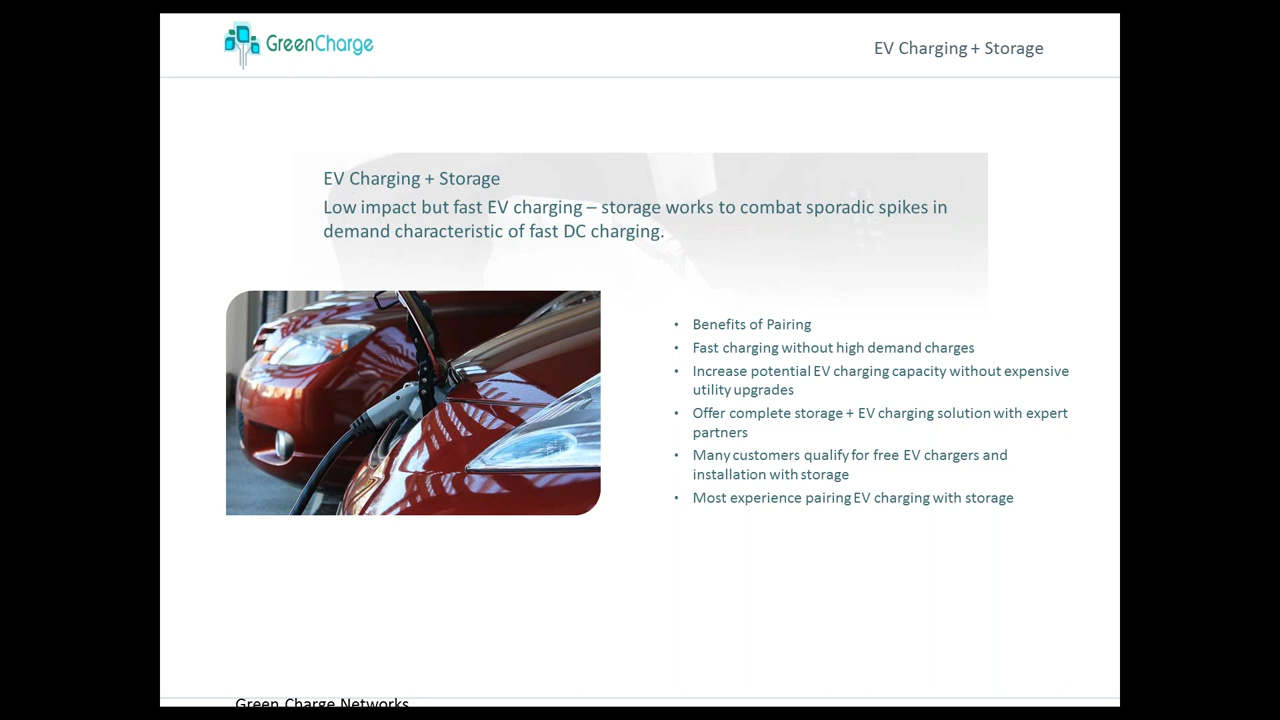 GreenCharge
EV Charging + Storage
EV Charging + Storage
Low impact but fast EV charging – storage works to combat sporadic spikes in
demand characteristic of fast DC charging.
• Benefits of Pairing
• Fast charging without high demand charges
• Increase potential EV charging capacity without expensive
utility upgrades
• Offer complete storage + EV charging solution with expert
partners
• Many customers qualify for free EV chargers and
installation with storage
• Most experience pairing EV charging with storage
Green Charge Networks